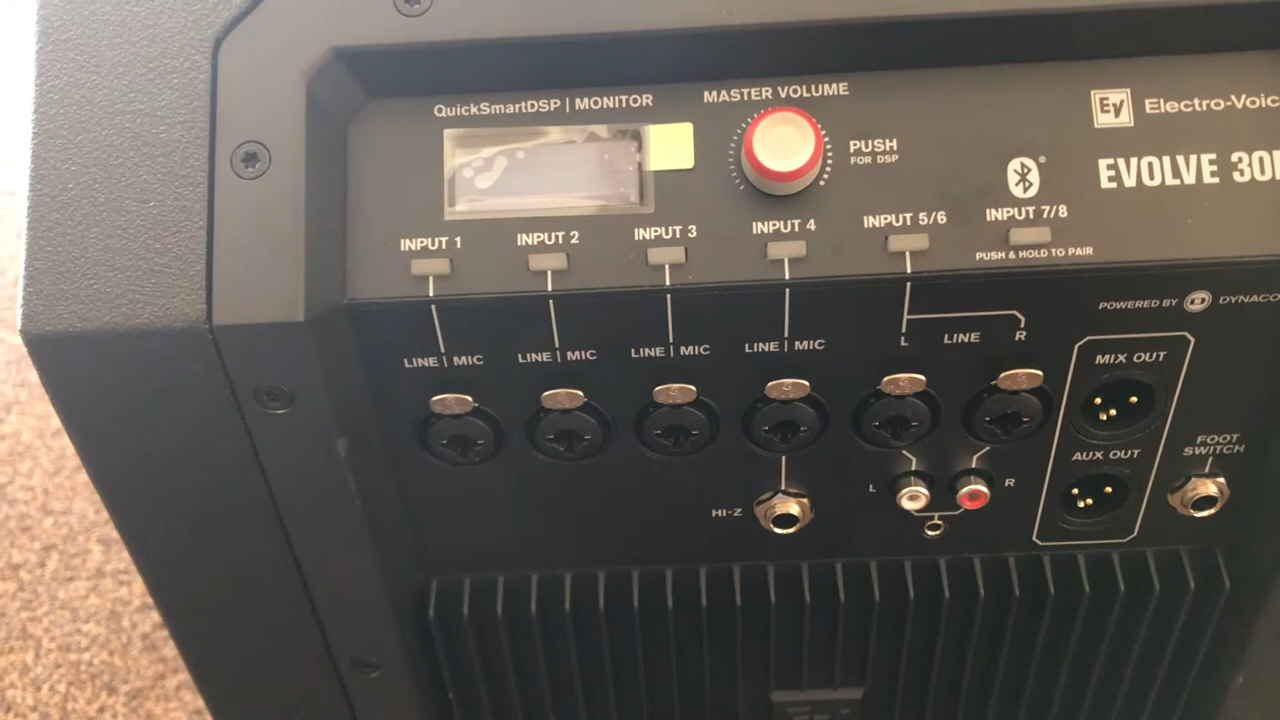 QuickSmartDSP | MONITOR
MASTER VOLUME
PUSH
FOR DSP
EV Electro-Voic
EVOLVE 30
INPUT 1
INPUT 2
INPUT 3
INPUT 4
INPUT 5/6
INPUT 7/8
PUSH & HOLD TO PAIR
POWERED BY DYNACO
LINE | MIC
LINE | MIC
LINE | MIC
LINE | MIC
L LINE R
MIX OUT
AUX OUT
FOOT
SWITCH
HI-Z
L
R